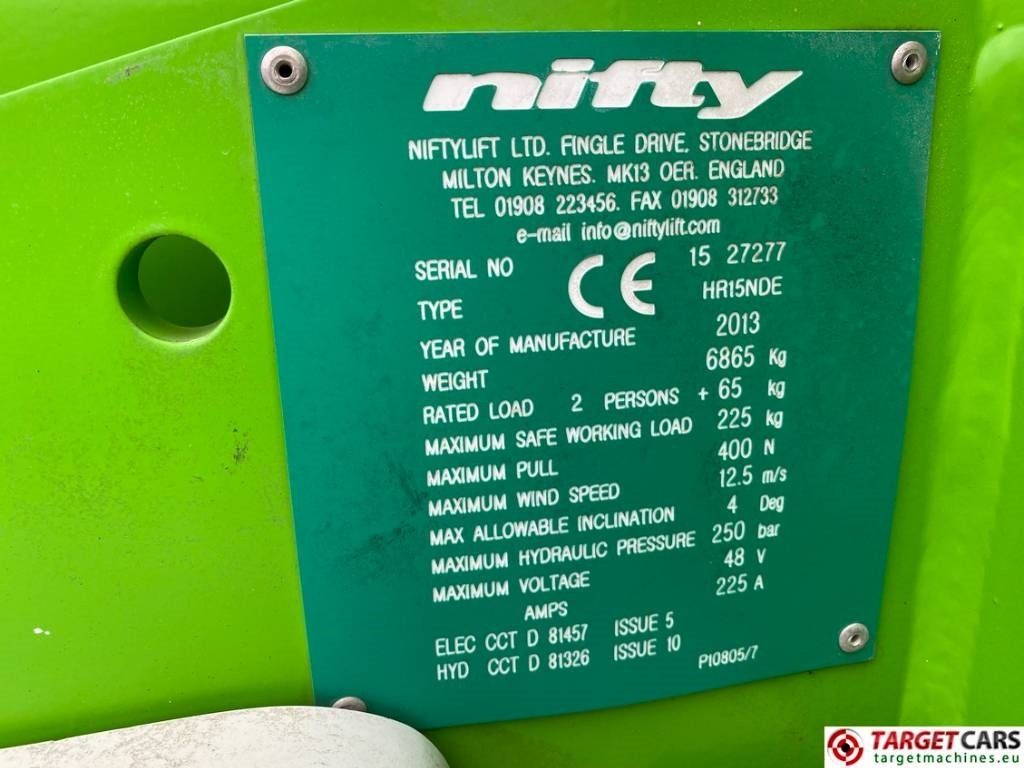 nifty
NIFTYLIFT LTD. FINGLE DRIVE. STONEBRIDGE
MILTON KEYNES. MK13 OER. ENGLAND
TEL 01908 223456. FAX 01908 312733
e-mail info@niftylift.com
SERIAL NO CE 15 27277
TYPE HR15NDE
YEAR OF MANUFACTURE 2013
WEIGHT 6865 Kg
RATED LOAD 2 PERSONS + 65 kg
MAXIMUM SAFE WORKING LOAD 225 kg
MAXIMUM PULL 400 N
MAXIMUM WIND SPEED 12.5 m/s
MAX ALLOWABLE INCLINATION 4 Deg
MAXIMUM HYDRAULIC PRESSURE 250 bar
MAXIMUM VOLTAGE 48 V
AMPS 225 A
ELEC CCT D 81457 ISSUE 5
HYD CCT D 81326 ISSUE 10
P10805/7
TARGETCARS
targetmachines.eu